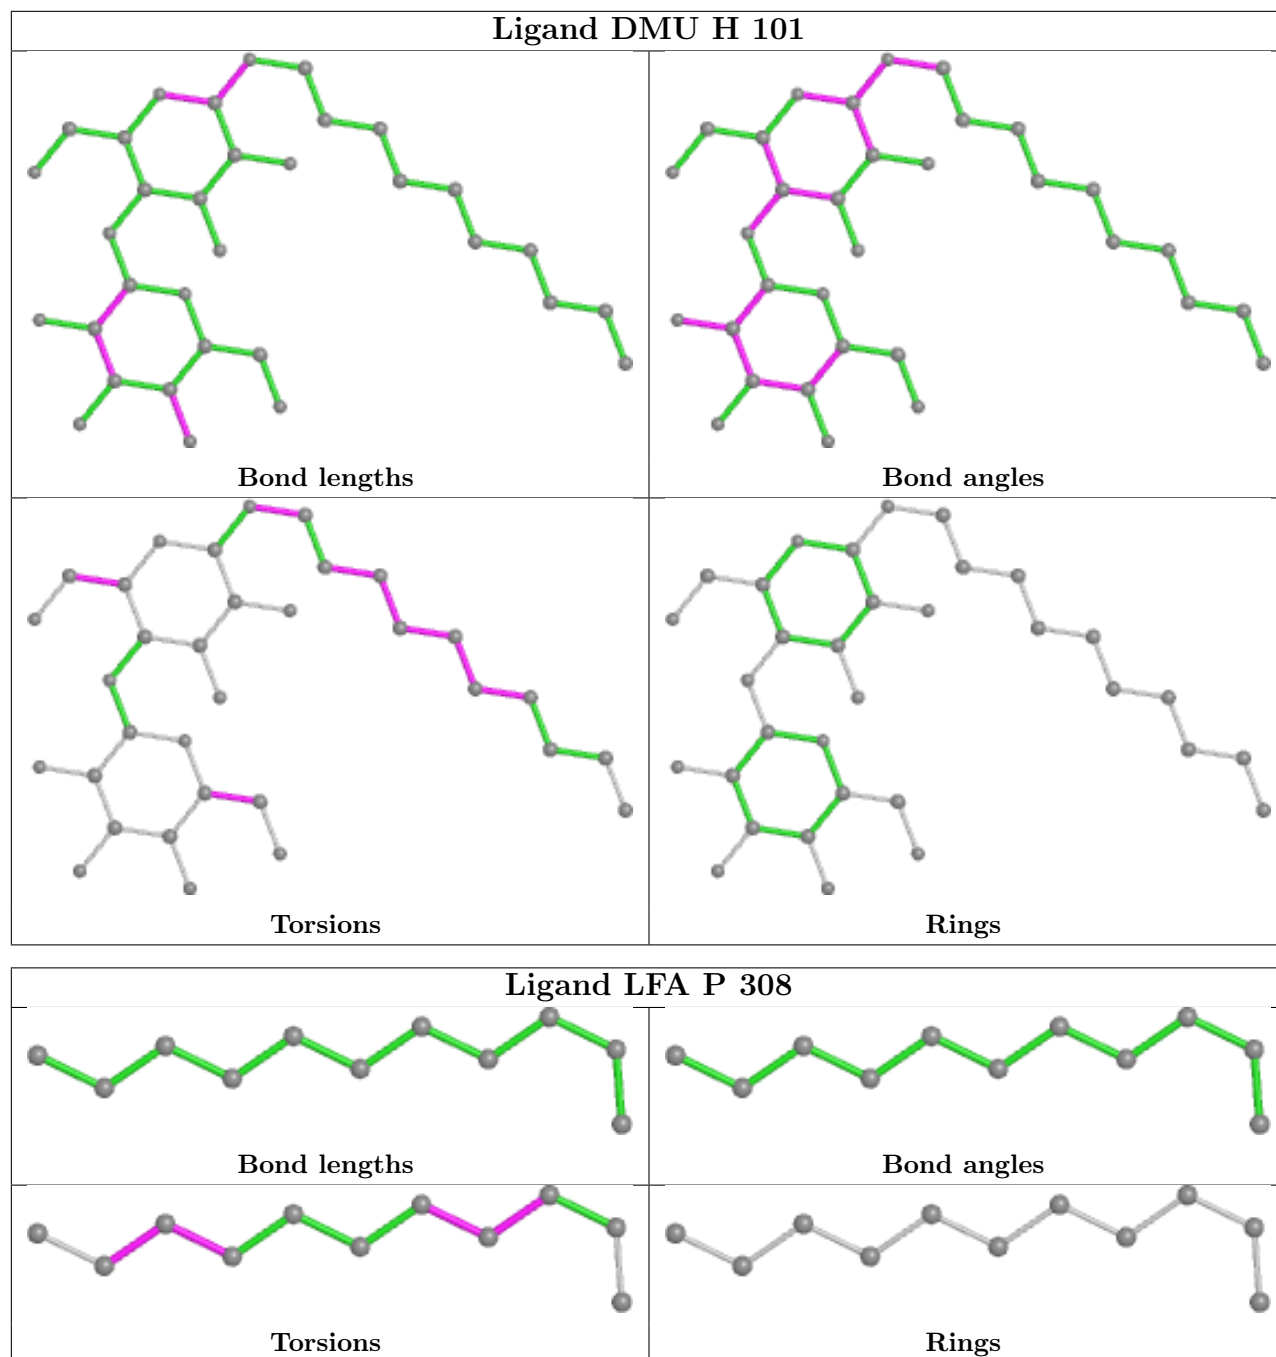 Ligand DMU H 101
Bond lengths
Bond angles
Torsions
Rings
Ligand LFA P 308
Bond lengths
Bond angles
Torsions
Rings